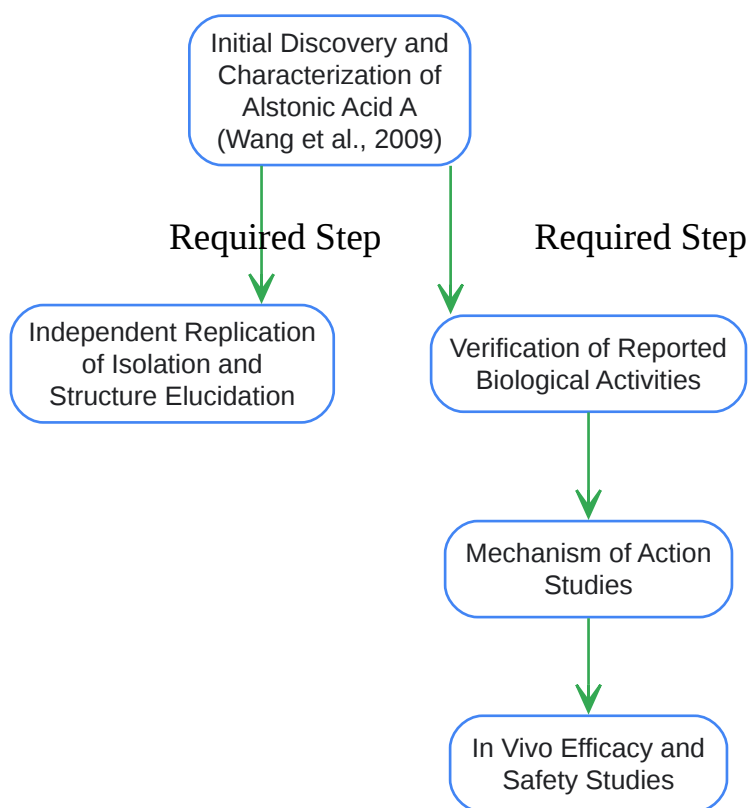 Initial Discovery and
Characterization of
Alstonic Acid A
(Wang et al., 2009)
Required Step
Required Step
Independent Replication
of Isolation and
Structure Elucidation
Verification of Reported
Biological Activities
Mechanism of Action
Studies
In Vivo Efficacy and
Safety Studies